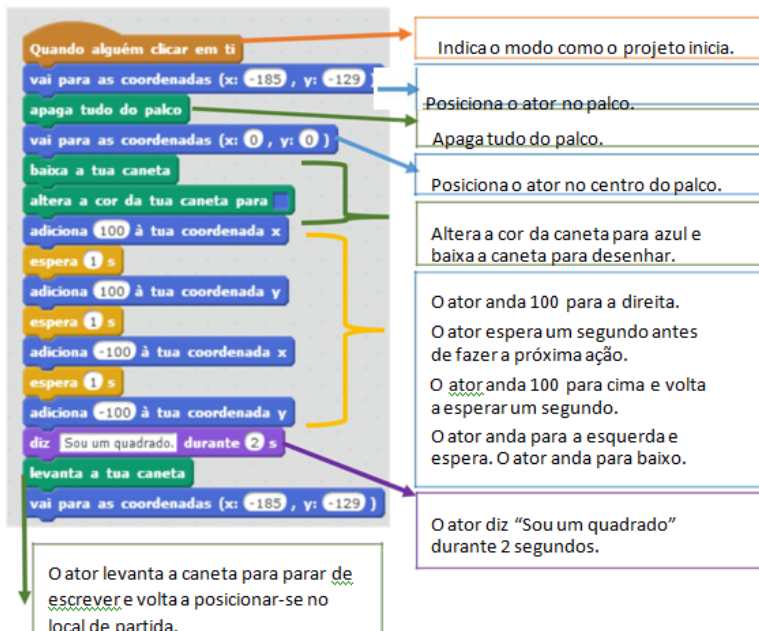 Quando alguém clicar em ti
vai para as coordenadas (x: -185 , y: -129
apaga tudo do palco
vai para as coordenadas (x: 0 , y: 0 )
baixa a tua caneta
altera a cor da tua caneta para
adiciona 100 à tua coordenada x
espera 1 s
adiciona 100 à tua coordenada y
espera 1 s
adiciona -100 à tua coordenada x
espera 1 s
adiciona -100 à tua coordenada y
diz Sou um quadrado. durante 2 s
levanta a tua caneta
vai para as coordenadas (x: -185 , y: -129 )
Indica o modo como o projeto inicia.
Posiciona o ator no palco.
Apaga tudo do palco.
Posiciona o ator no centro do palco.
Altera a cor da caneta para azul e
baixa a caneta para desenhar.
O ator anda 100 para a direita.
O ator espera um segundo antes
de fazer a próxima ação.
O ator anda 100 para cima e volta
a esperar um segundo.
O ator anda para a esquerda e
espera. O ator anda para baixo.
O ator diz “Sou um quadrado”
durante 2 segundos.
O ator levanta a caneta para parar de
escrever e volta a posicionar-se no
local de partida.